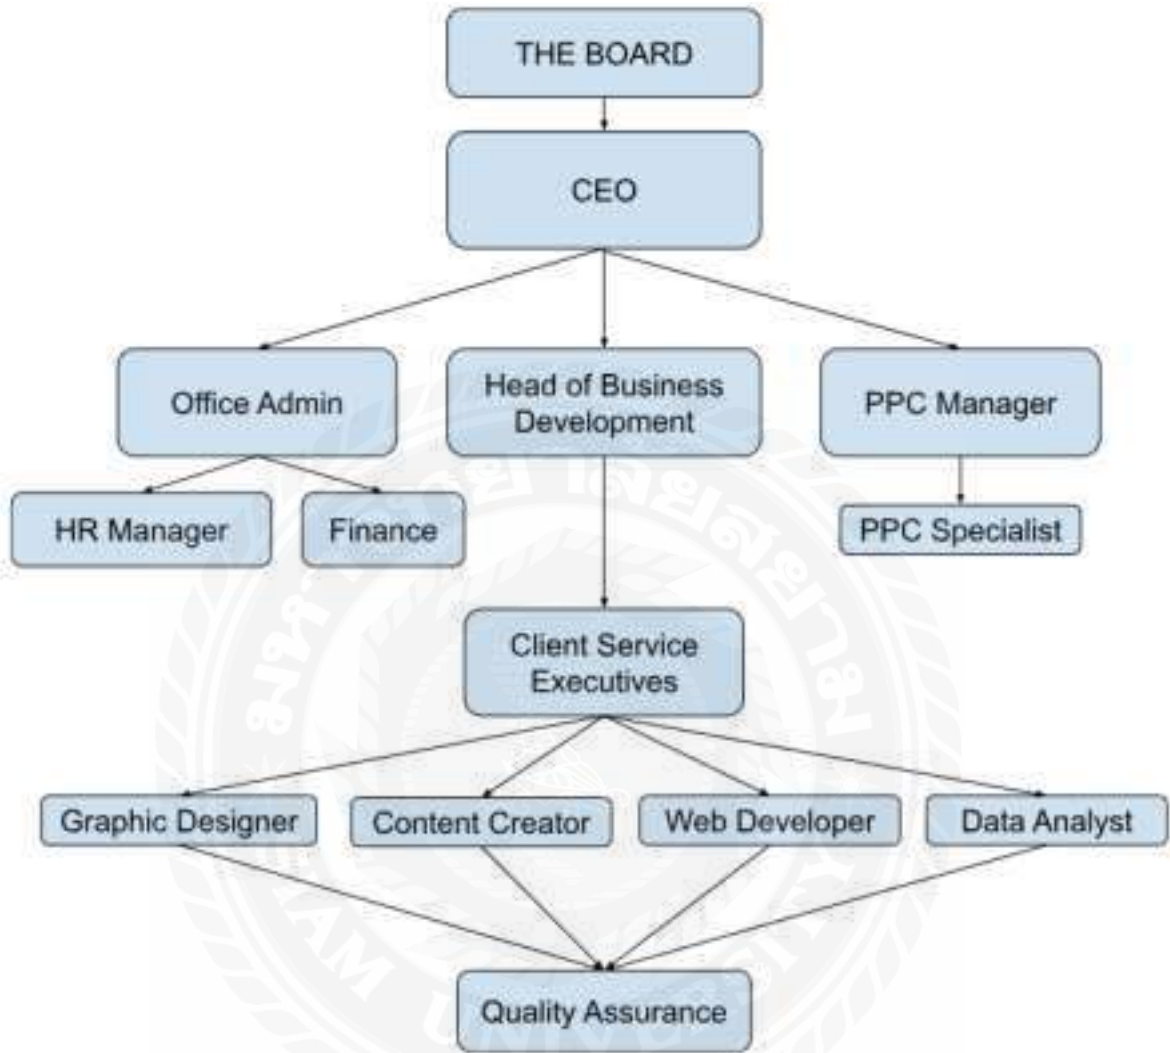 THE BOARD
CEO
Office Admin
Head of Business
Development
PPC Manager
HR Manager
Finance
PPC Specialist
Client Service
Executives
Graphic Designer
Content Creator
Web Developer
Data Analyst
Quality Assurance